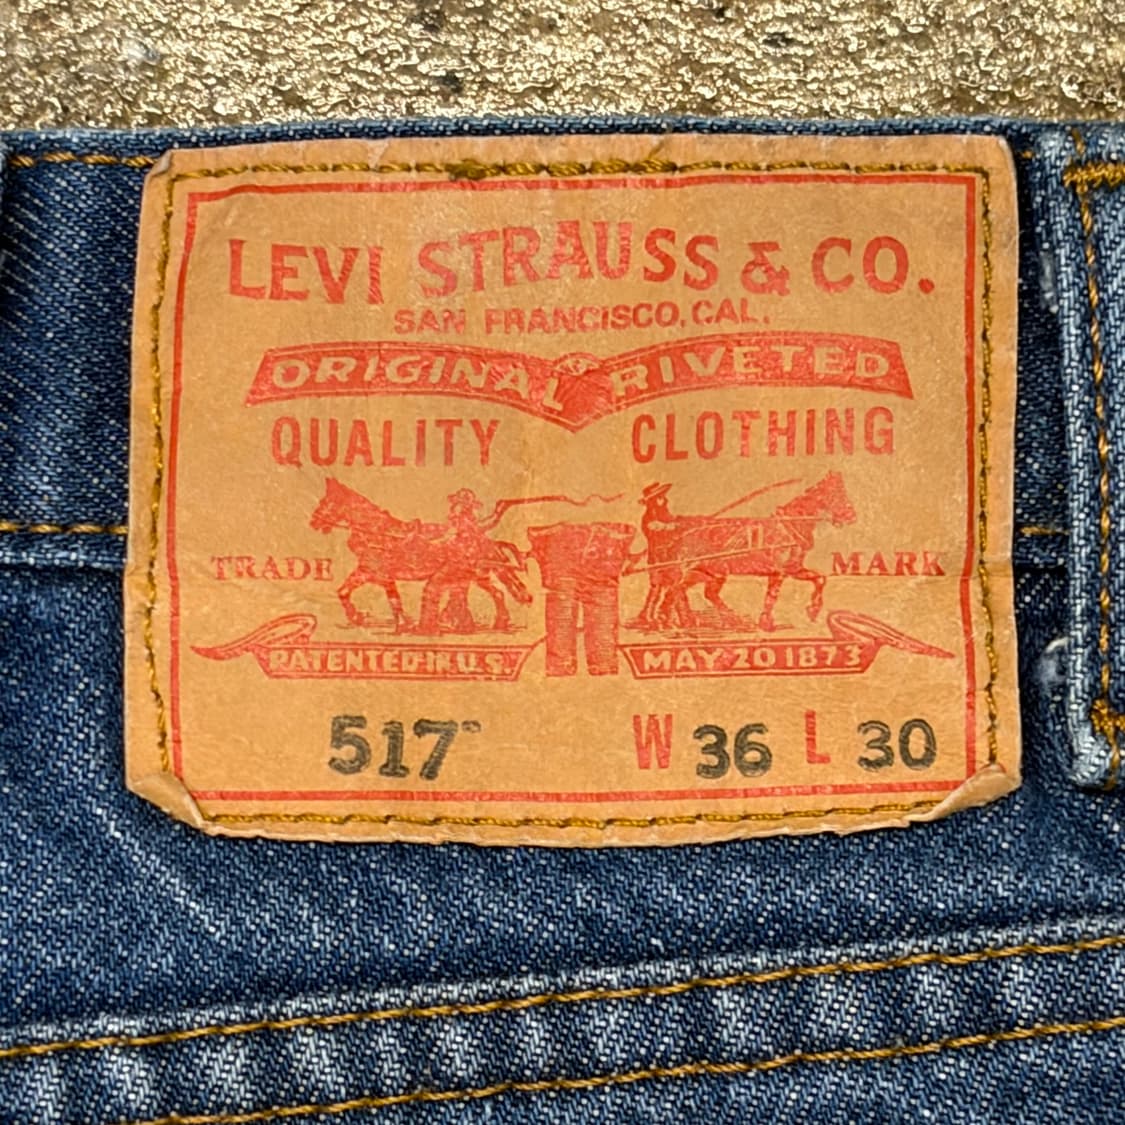 LEVI STRAUSS & CO.
SAN FRANCISCO, CAL.
ORIGINAL RIVETED
QUALITY CLOTHING
TRADE MARK
PATENTED IN U.S. MAY 20 1873
517™ W 36 L 30